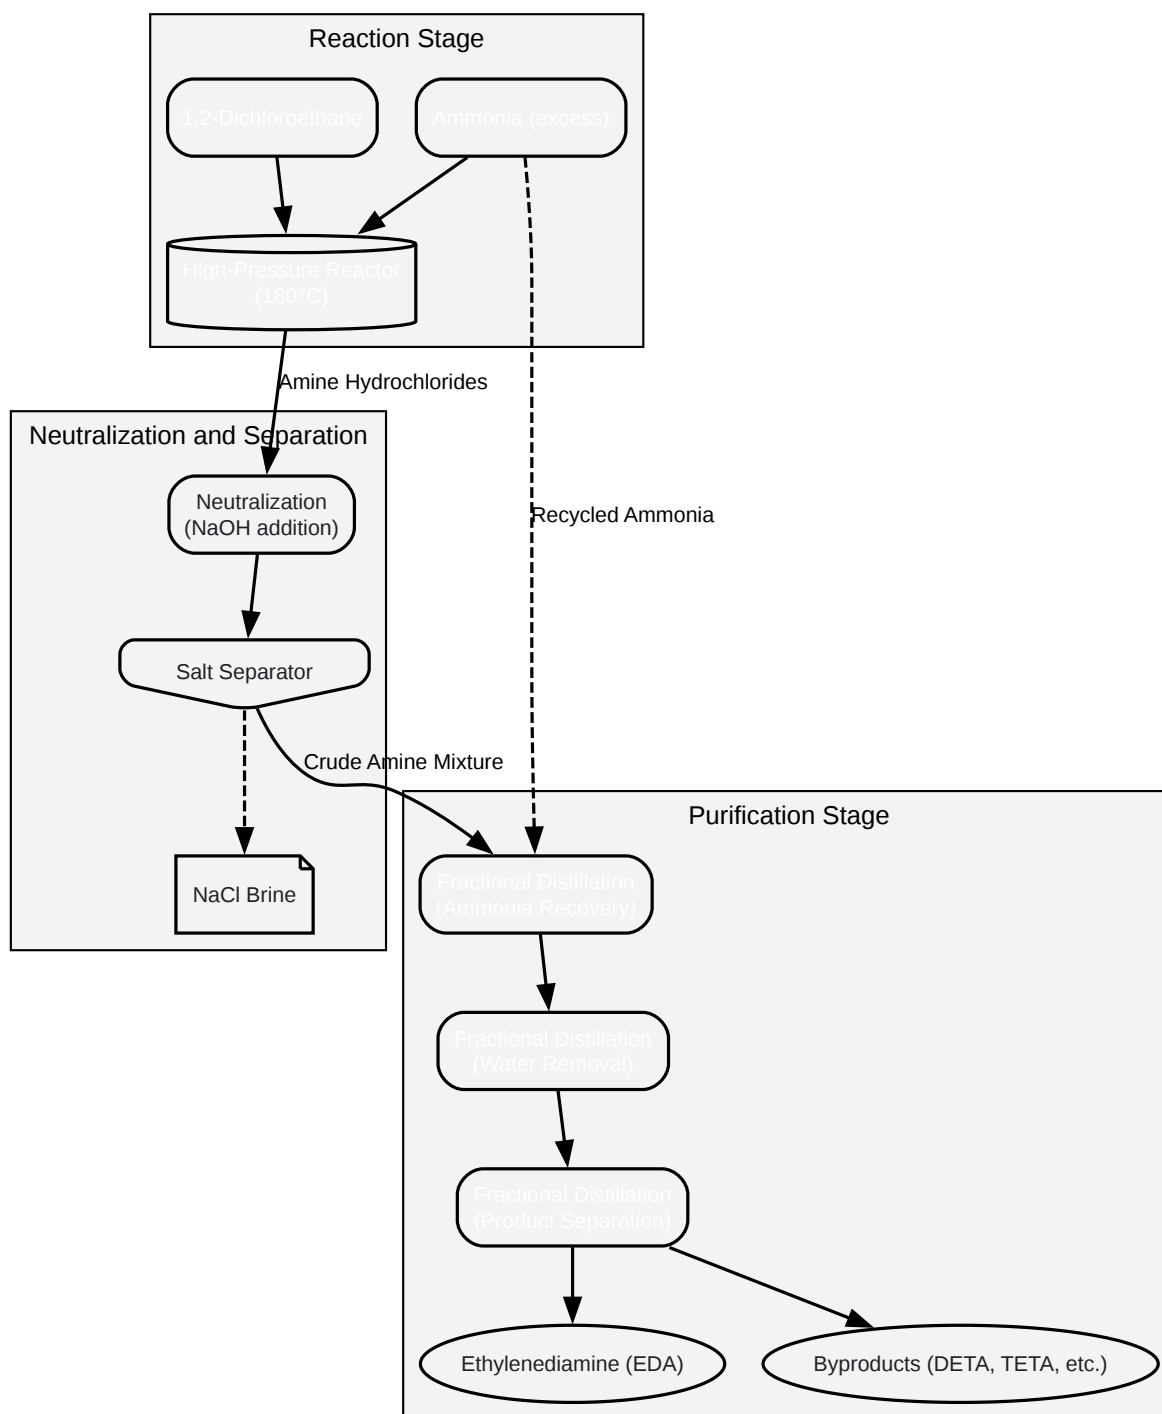 Reaction Stage
1,2-Dichloroethane
Ammonia (excess)
High-Pressure Reactor
(180°C)
Amine Hydrochlorides
Neutralization and Separation
Neutralization
(NaOH addition)
Recycled Ammonia
Salt Separator
Crude Amine Mixture
Purification Stage
Fractional Distillation
(Ammonia Recovery)
NaCl Brine
Fractional Distillation
(Water Removal)
Fractional Distillation
(Product Separation)
Ethylenediamine (EDA)
Byproducts (DETA, TETA, etc.)